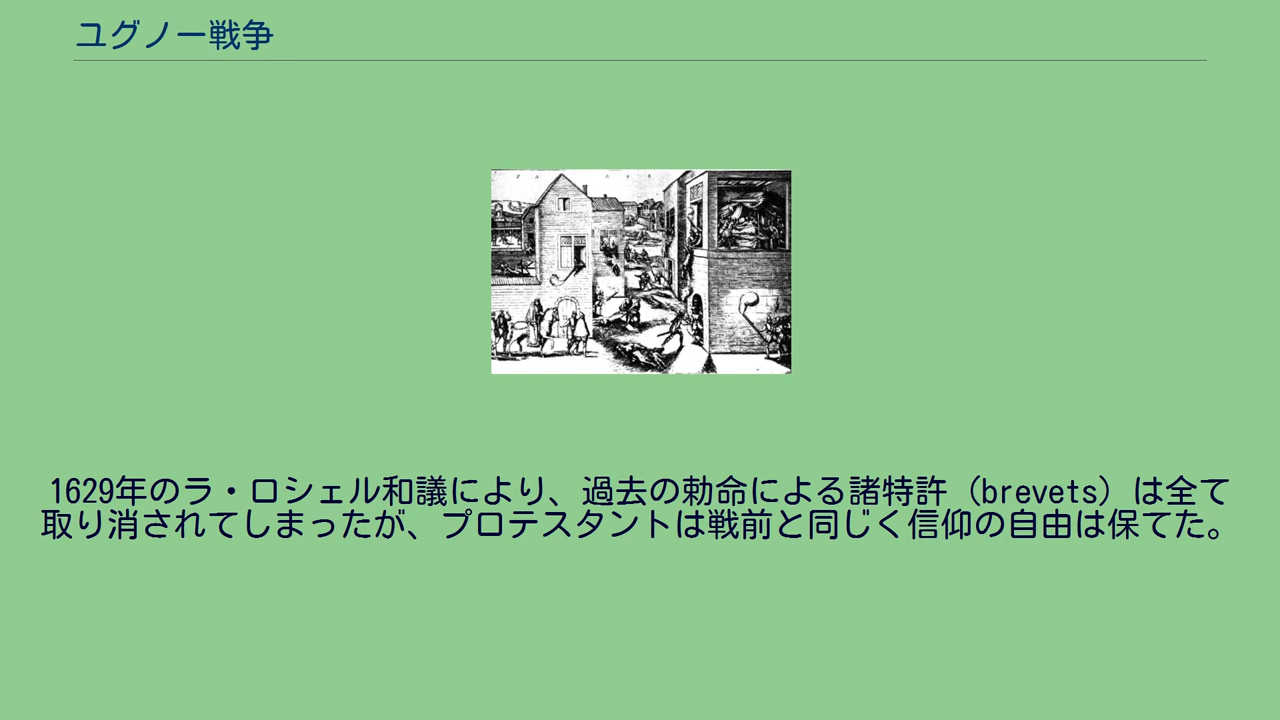 ユグノー戦争
1629年のラ・ロシェル和議により、過去の勅命による諸特許（brevets）は全て
取り消されてしまったが、プロテスタントは戦前と同じく信仰の自由は保てた。